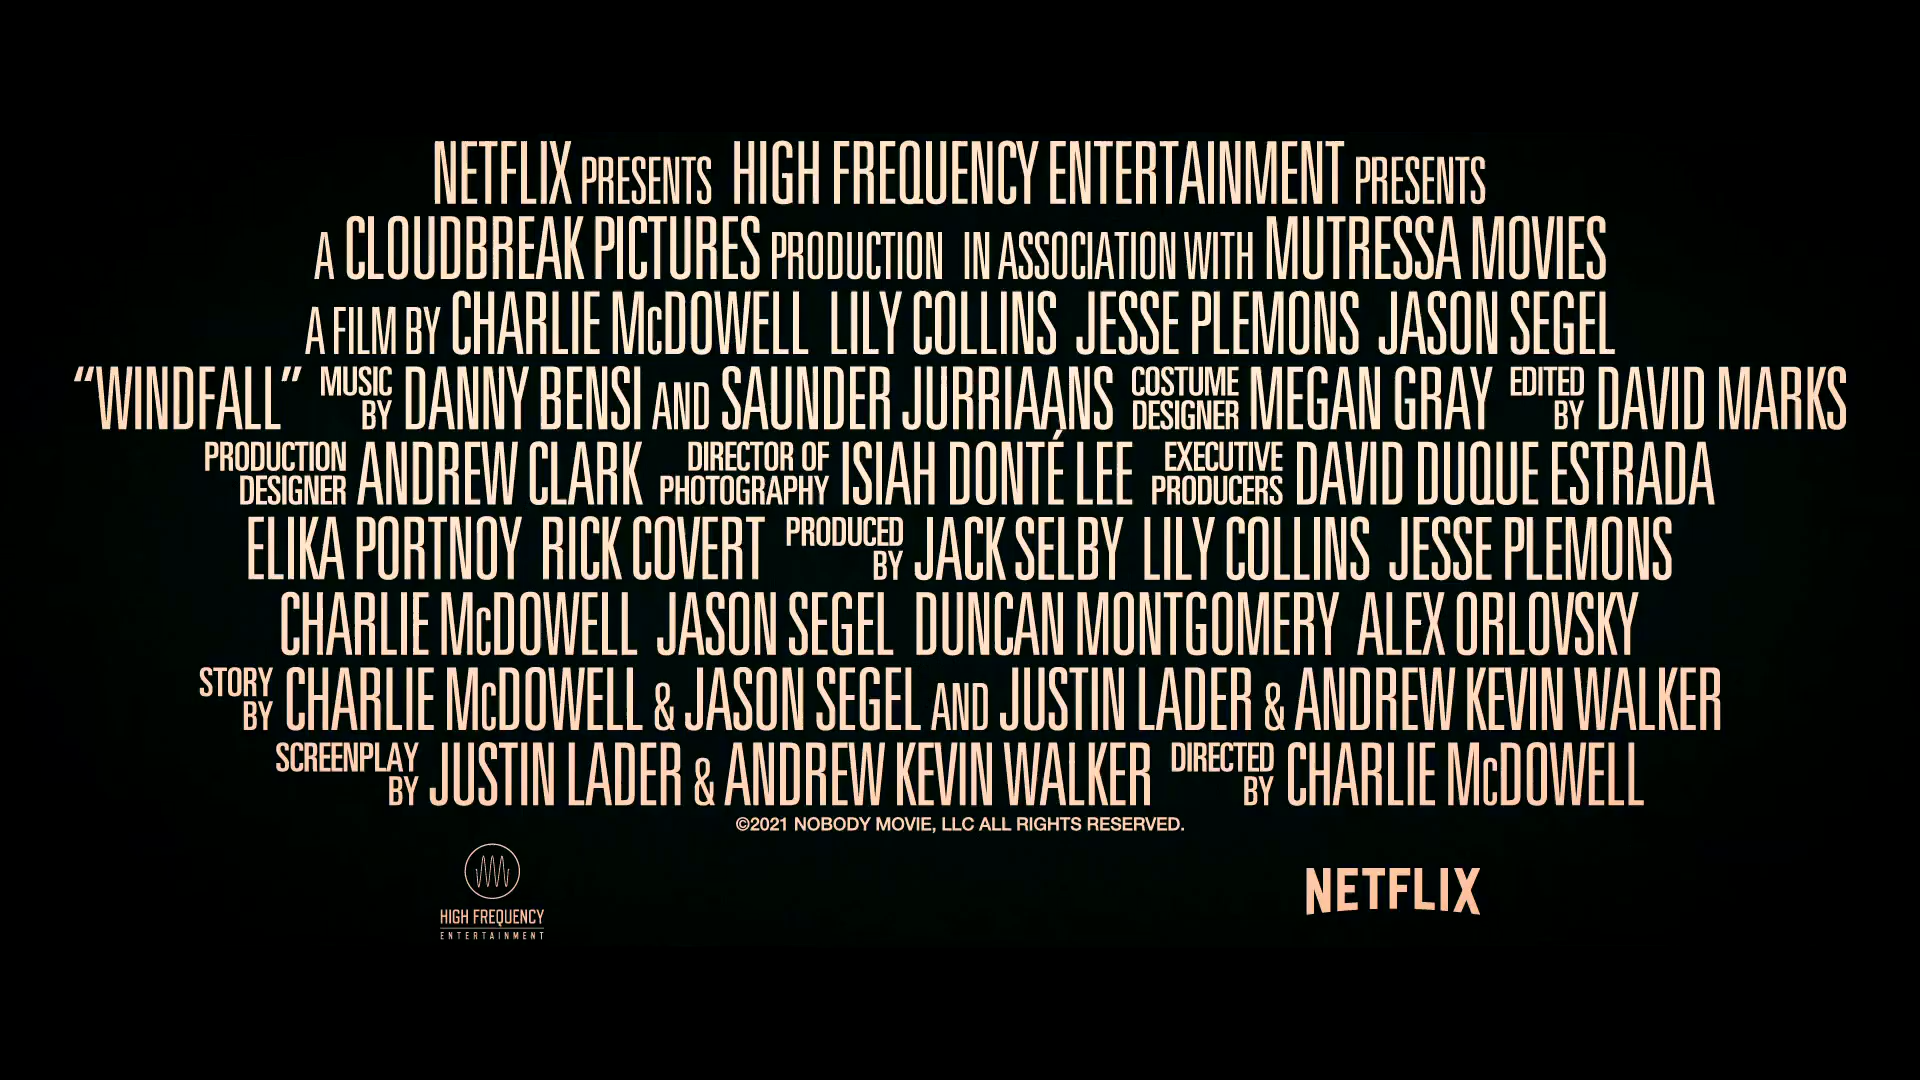 NETFLIX PRESENTS HIGH FREQUENCY ENTERTAINMENT PRESENTS
A CLOUDBREAK PICTURES PRODUCTION IN ASSOCIATION WITH MUTRESSA MOVIES
A FILM BY CHARLIE McDOWELL LILY COLLINS JESSE PLEMONS JASON SEGEL
“WINDFALL” MUSIC BY DANNY BENSI AND SAUNDER JURRIAANS COSTUME DESIGNER MEGAN GRAY EDITED BY DAVID MARKS
PRODUCTION DESIGNER ANDREW CLARK DIRECTOR OF PHOTOGRAPHY ISIAH DONTÉ LEE EXECUTIVE PRODUCERS DAVID DUQUE ESTRADA
ELIKA PORTNOY RICK COVERT PRODUCED BY JACK SELBY LILY COLLINS JESSE PLEMONS
CHARLIE McDOWELL JASON SEGEL DUNCAN MONTGOMERY ALEX ORLOVSKY
STORY BY CHARLIE McDOWELL & JASON SEGEL AND JUSTIN LADER & ANDREW KEVIN WALKER
SCREENPLAY BY JUSTIN LADER & ANDREW KEVIN WALKER DIRECTED BY CHARLIE McDOWELL
©2021 NOBODY MOVIE, LLC ALL RIGHTS RESERVED.
HIGH FREQUENCY
ENTERTAINMENT
NETFLIX